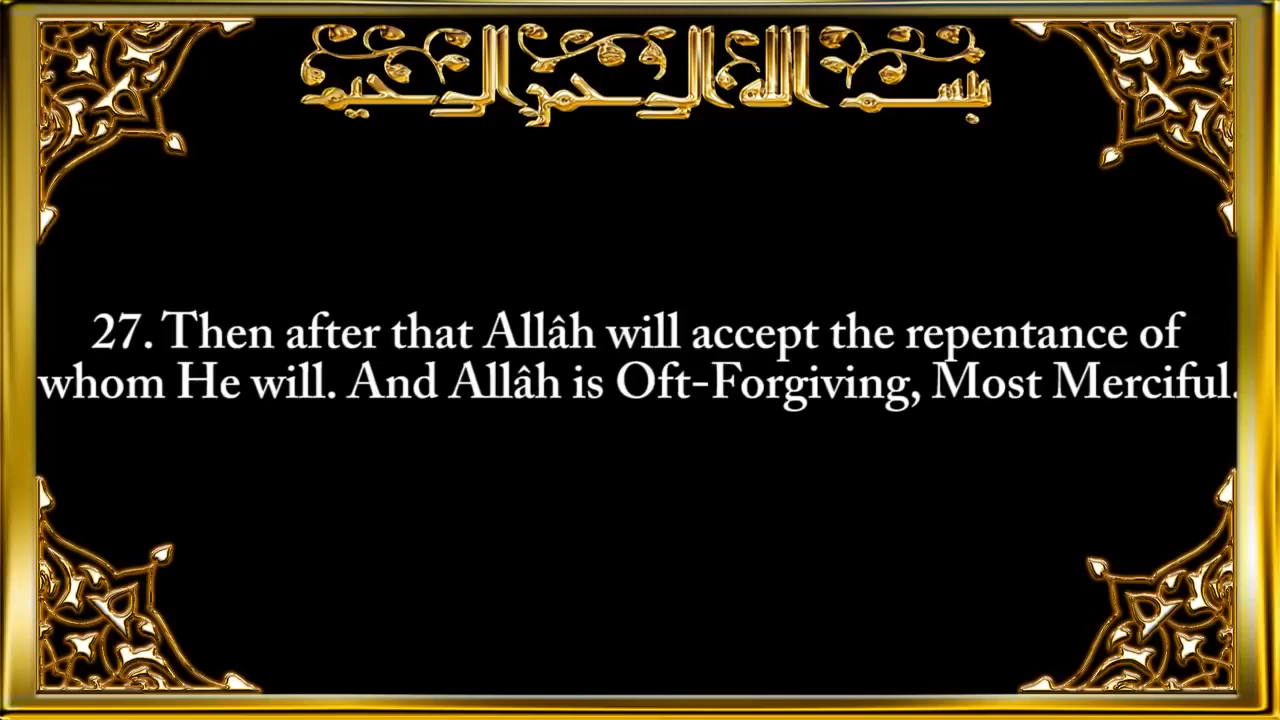 بسم الله الرحمن الرحيم
27. Then after that Allâh will accept the repentance of
whom He will. And Allâh is Oft-Forgiving, Most Merciful.